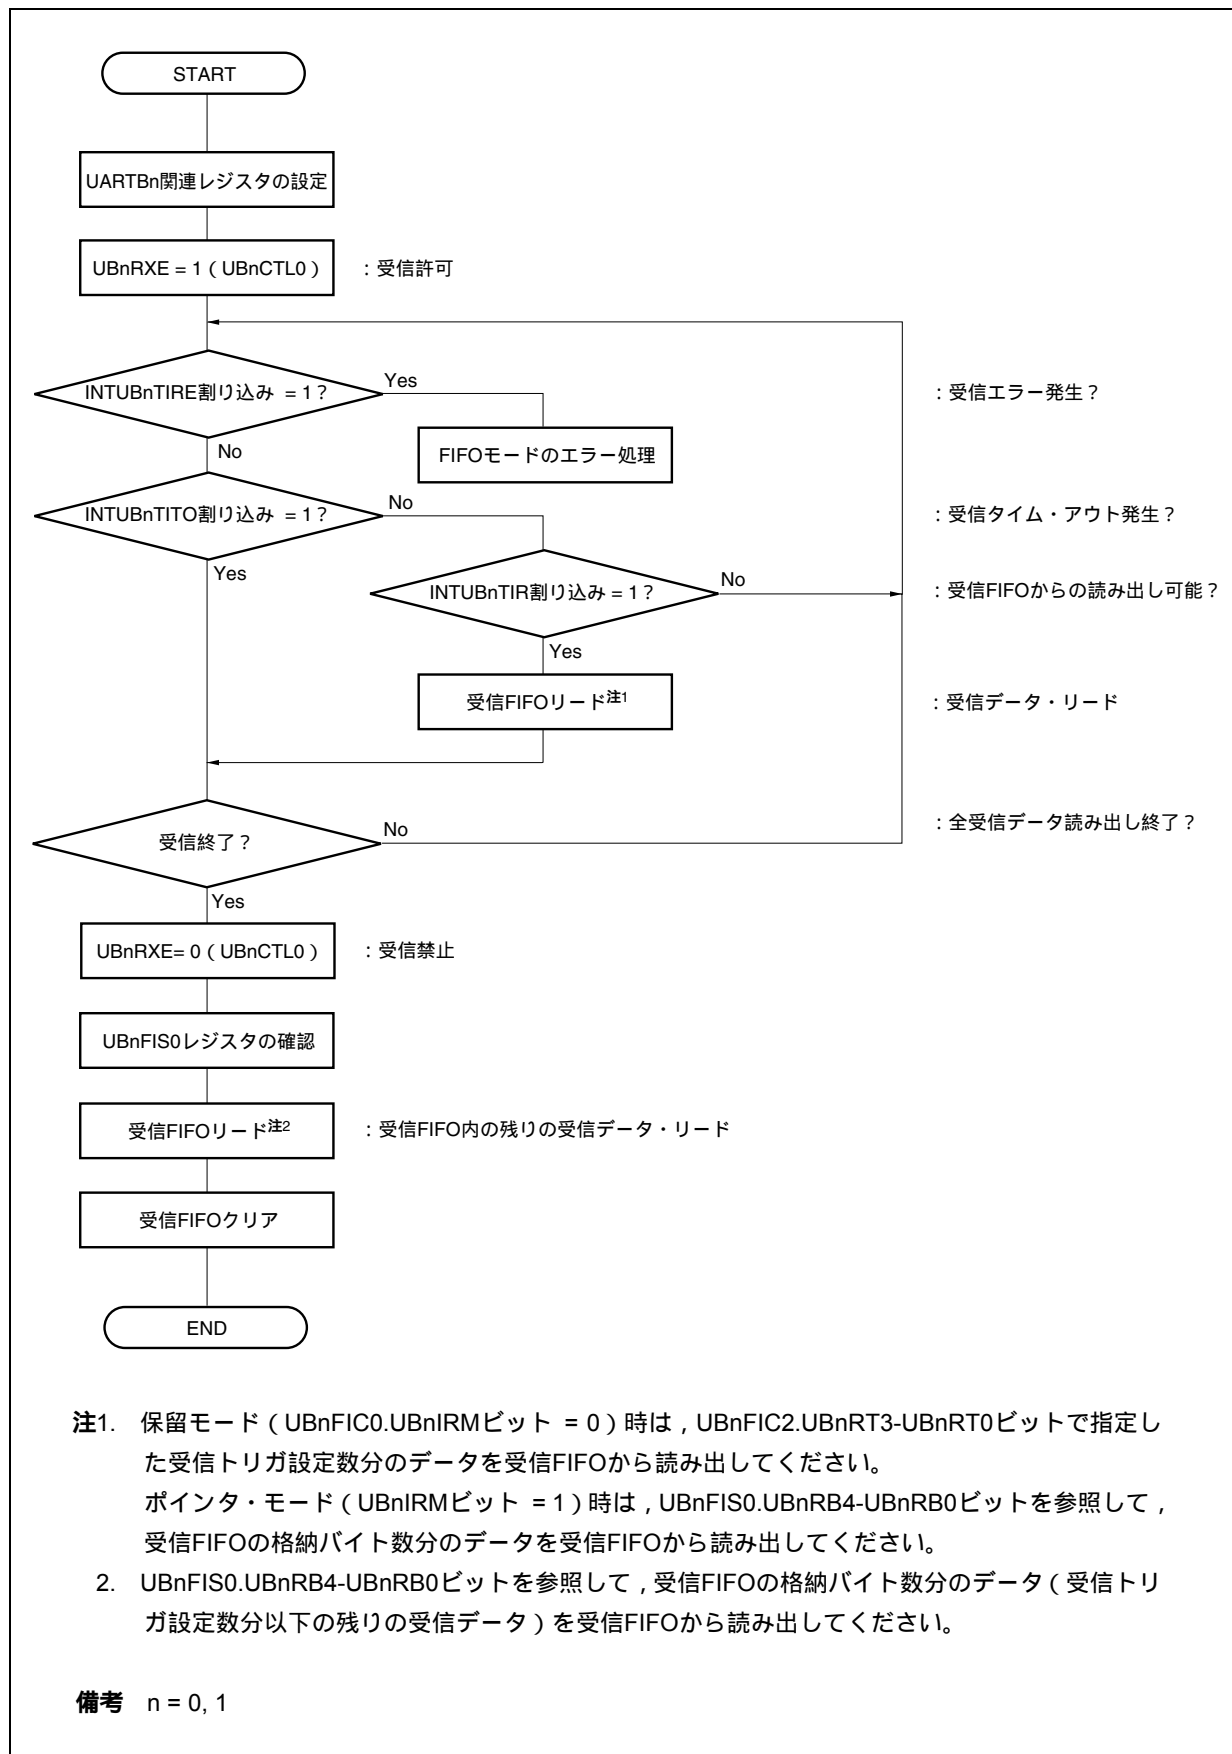 START
UARTBn関連レジスタの設定
UBnRXE = 1 ( UBnCTL0 ) ：受信許可
INTUBnTIRE割り込み = 1？ Yes ：受信エラー発生？
FIFOモードのエラー処理
No
INTUBnTITO割り込み = 1？ No ：受信タイム・アウト発生？
Yes
INTUBnTIR割り込み = 1？ No ：受信FIFOからの読み出し可能？
Yes
受信FIFOリード注1 ：受信データ・リード
受信終了？ No ：全受信データ読み出し終了？
Yes
UBnRXE= 0 ( UBnCTL0 ) ：受信禁止
UBnFIS0レジスタの確認
受信FIFOリード注2 ：受信FIFO内の残りの受信データ・リード
受信FIFOクリア
END
注1. 保留モード ( UBnFIC0.UBnIRMビット = 0 ) 時は , UBnFIC2.UBnRT3-UBnRT0ビットで指定し
た受信トリガ設定数分のデータを受信FIFOから読み出してください。
ポインタ・モード ( UBnIRMビット = 1 ) 時は , UBnFIS0.UBnRB4-UBnRB0ビットを参照して ,
受信FIFOの格納バイト数分のデータを受信FIFOから読み出してください。
2. UBnFIS0.UBnRB4-UBnRB0ビットを参照して , 受信FIFOの格納バイト数分のデータ ( 受信トリ
ガ設定数分以下の残りの受信データ ) を受信FIFOから読み出してください。
備考 n = 0, 1